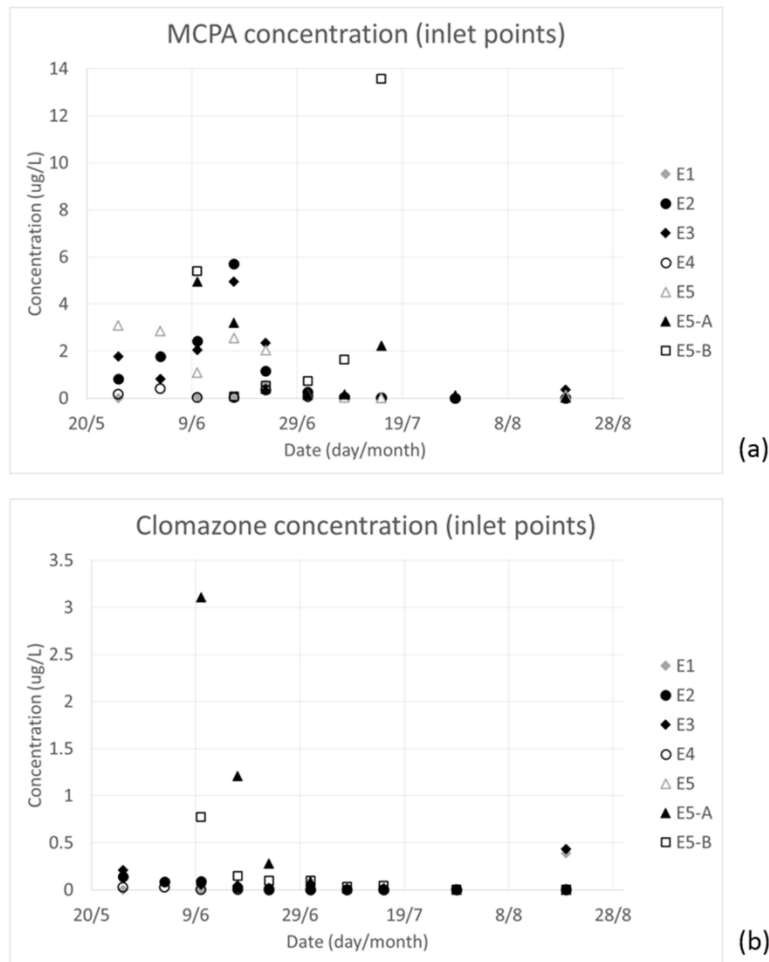 MCPA concentration (inlet points)
14
12
10
8
6
4
2
0
Concentration (ug/L)
20/5 9/6 29/6 19/7 8/8 28/8
Date (day/month)
E1
E2
E3
E4
E5
E5-A
E5-B
(a)
Clomazone concentration (inlet points)
3.5
3
2.5
2
1.5
1
0.5
0
Concentration (ug/L)
20/5 9/6 29/6 19/7 8/8 28/8
Date (day/month)
E1
E2
E3
E4
E5
E5-A
E5-B
(b)